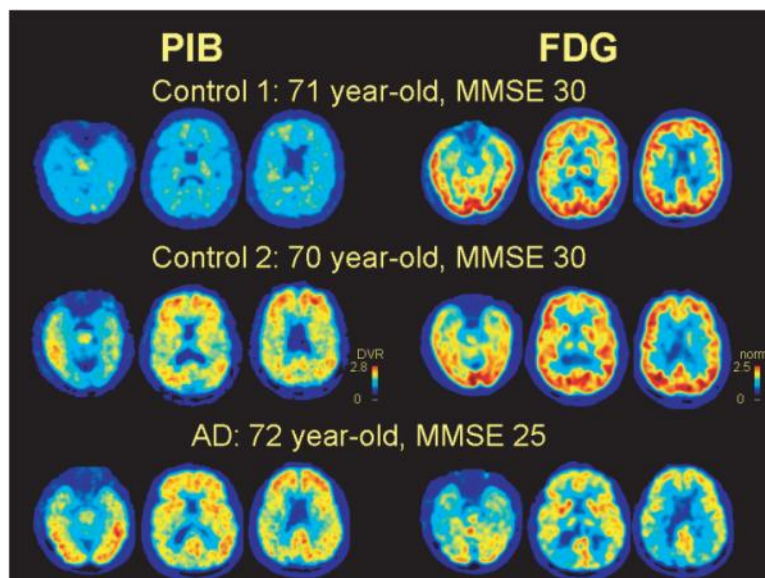 PIB FDG
Control 1: 71 year-old, MMSE 30
Control 2: 70 year-old, MMSE 30
DVR
2.8
0
norm
2.5
0
AD: 72 year-old, MMSE 25